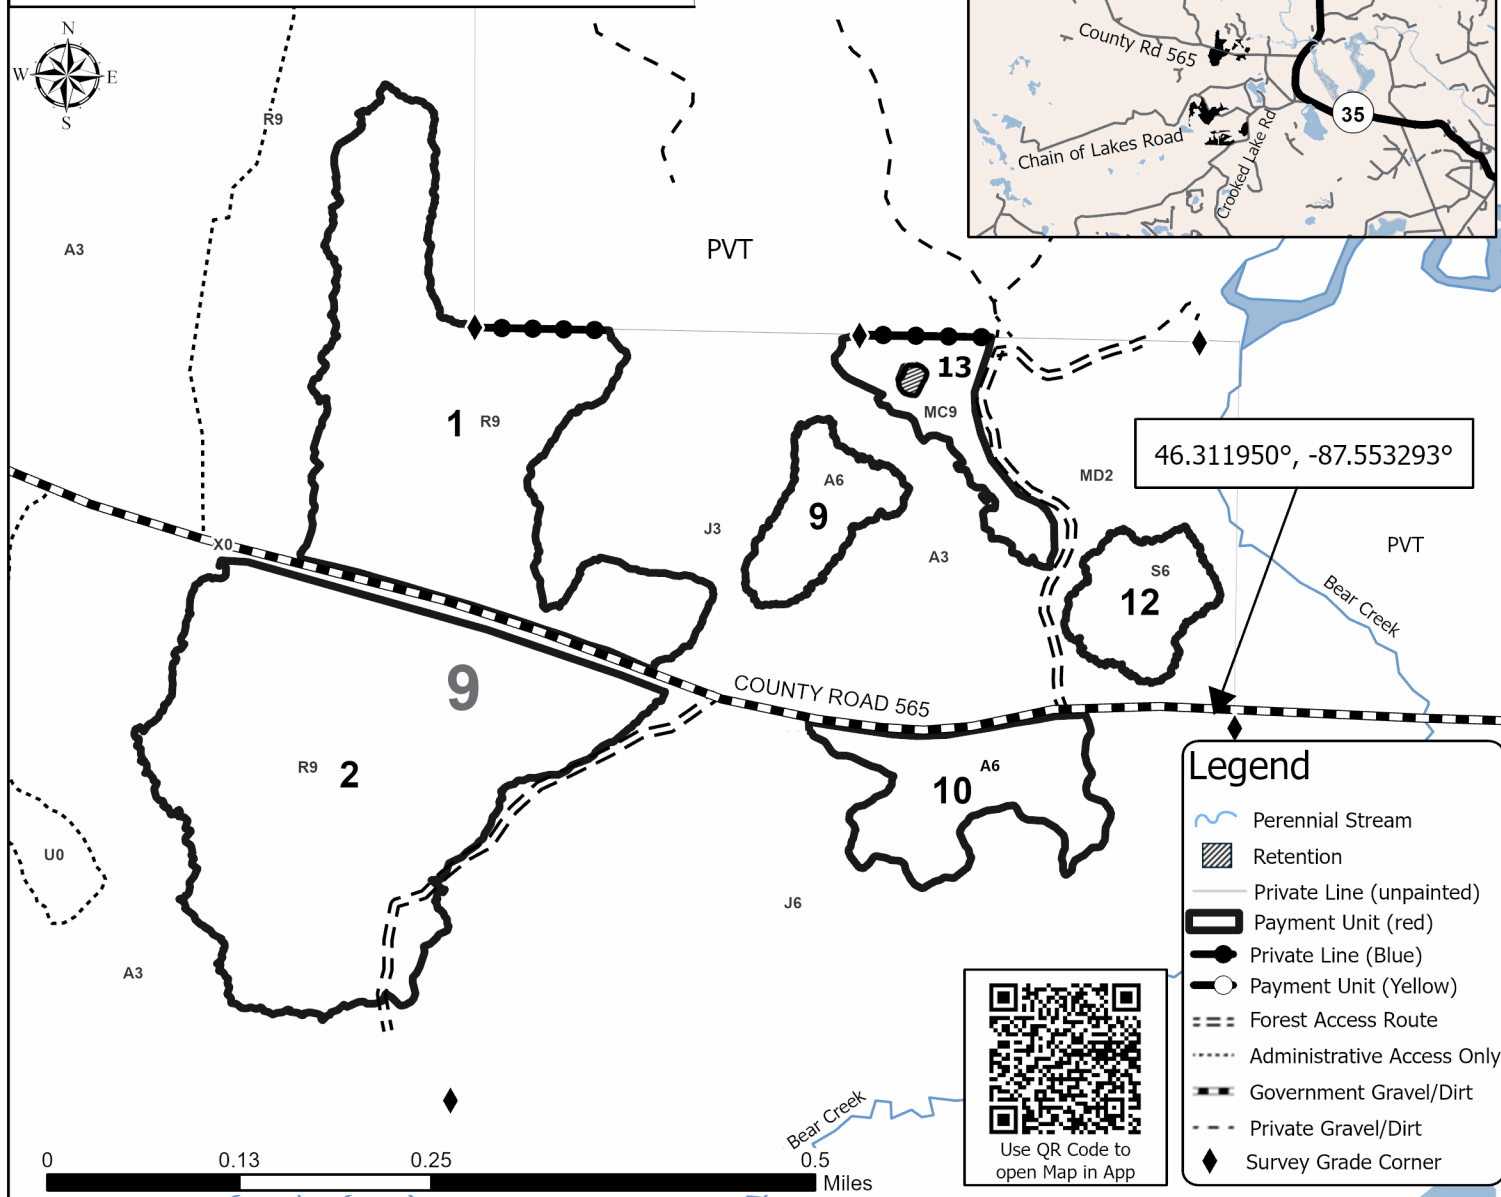 N
W E
S
County Rd 565
35
Chain of Lakes Road
Crooked Lake Rd
R9
A3
PVT
13
MC9
1 R9
46.311950°, -87.553293°
MD2
A6
9
J3
X0
A3
PVT
S6
12
Bear Creek
9
COUNTY ROAD 565
R9 2
A6
10
U0
J6
A3
Legend
Perennial Stream
Retention
Private Line (unpainted)
Payment Unit (red)
Private Line (Blue)
Payment Unit (Yellow)
Forest Access Route
Administrative Access Only
Government Gravel/Dirt
Private Gravel/Dirt
Survey Grade Corner
Use QR Code to
open Map in App
Bear Creek
0 0.13 0.25 0.5
Miles